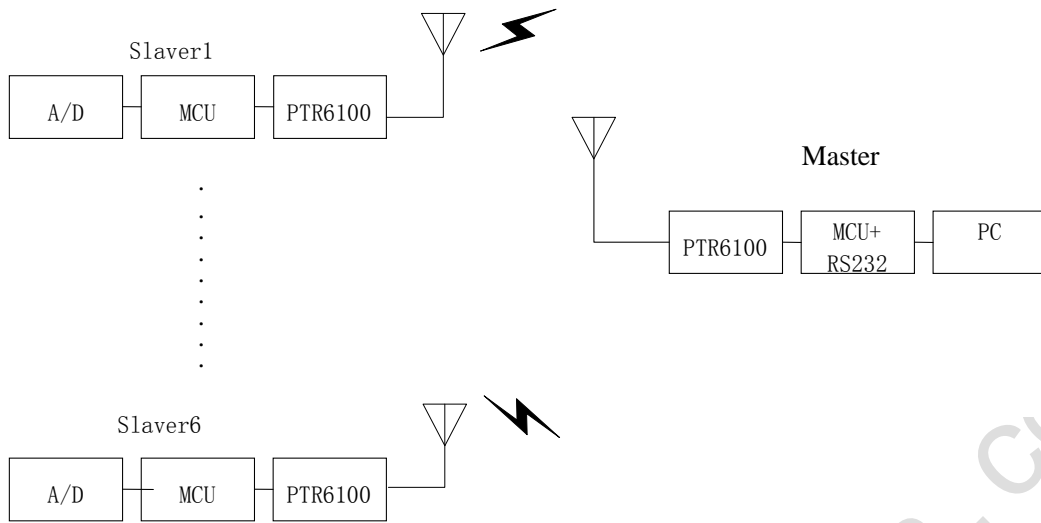 Slaver1
A/D MCU PTR6100
Master
PTR6100 MCU+ RS232 PC
Slaver6
A/D MCU PTR6100